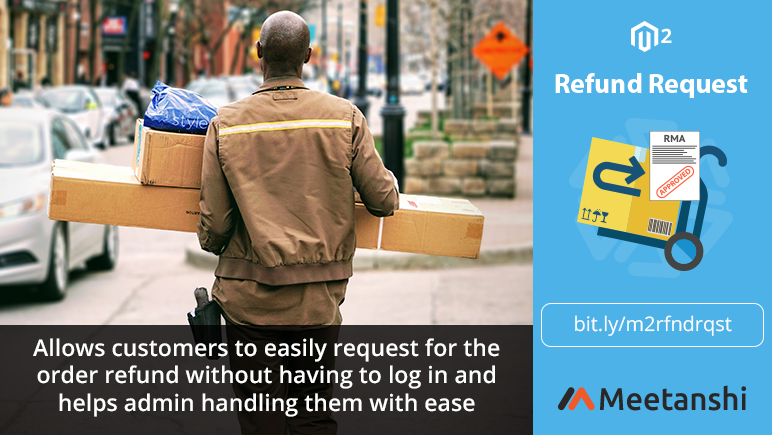 style
Allows customers to easily request for the
order refund without having to log in and
helps admin handling them with ease
2
Refund Request
RMA
APPROVED
bit.ly/m2rfndrqst
Meetanshi